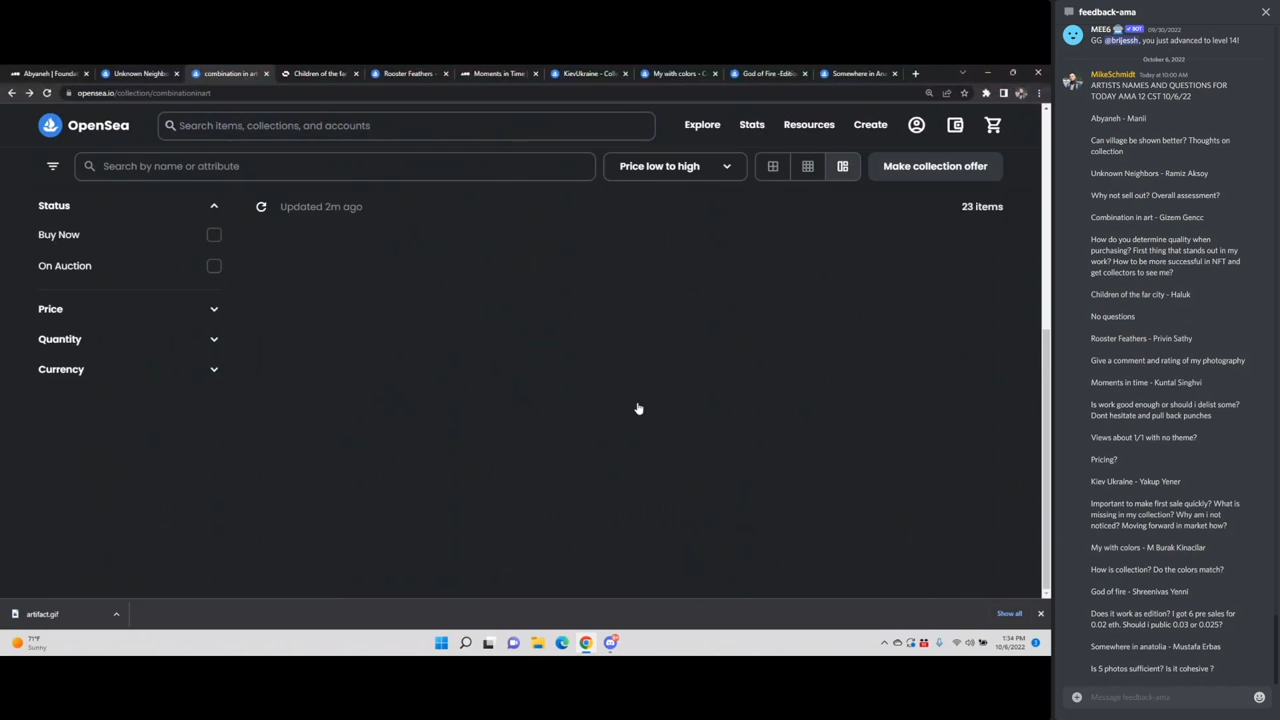 Abyaneh | Founda
Unknown Neighb
combination in art
Children of the fa
Rooster Feathers -
Moments in Time
KievUkraine - Col
My with colors - C
God of Fire -Editio
Somewhere in Ana
opensea.io/collection/combinationinart
OpenSea
Search items, collections, and accounts
Explore
Stats
Resources
Create
Search by name or attribute
Price low to high
Make collection offer
Status
Updated 2m ago
23 items
Buy Now
On Auction
Price
Quantity
Currency
artifact.gif
Show all
71°F
Sunny
1:34 PM
10/6/2022
feedback-ama
MEE6 BOT 09/30/2022
GG @brijessh, you just advanced to level 14!
October 6, 2022
MikeSchmidt Today at 10:00 AM
ARTISTS NAMES AND QUESTIONS FOR
TODAY AMA 12 CST 10/6/22
Abyaneh - Manii
Can village be shown better? Thoughts on
collection
Unknown Neighbors - Ramiz Aksoy
Why not sell out? Overall assessment?
Combination in art - Gizem Gencc
How do you determine quality when
purchasing? First thing that stands out in my
work? How to be more successful in NFT and
get collectors to see me?
Children of the far city - Haluk
No questions
Rooster Feathers - Privin Sathy
Give a comment and rating of my photography
Moments in time - Kuntal Singhvi
Is work good enough or should i delist some?
Dont hesitate and pull back punches
Views about 1/1 with no theme?
Pricing?
Kiev Ukraine - Yakup Yener
Important to make first sale quickly? What is
missing in my collection? Why am i not
noticed? Moving forward in market how?
My with colors - M Burak Kinacilar
How is collection? Do the colors match?
God of fire - Shreenivas Yenni
Does it work as edition? I got 6 pre sales for
0.02 eth. Should i public 0.03 or 0.025?
Somewhere in anatolia - Mustafa Erbas
Is 5 photos sufficient? Is it cohesive ?
Message feedback-ama